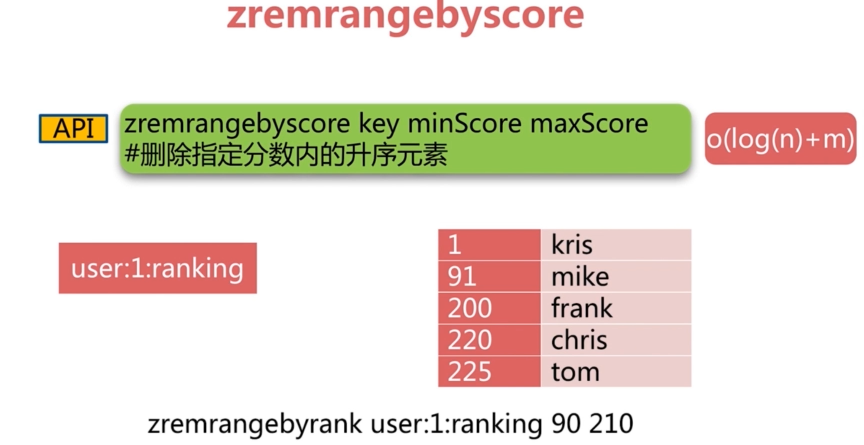 zremrangebyscore
API
zremrangebyscore key minScore maxScore
#删除指定分数内的升序元素
o(log(n)+m)
user:1:ranking
1 kris
91 mike
200 frank
220 chris
225 tom
zremrangebyrank user:1:ranking 90 210